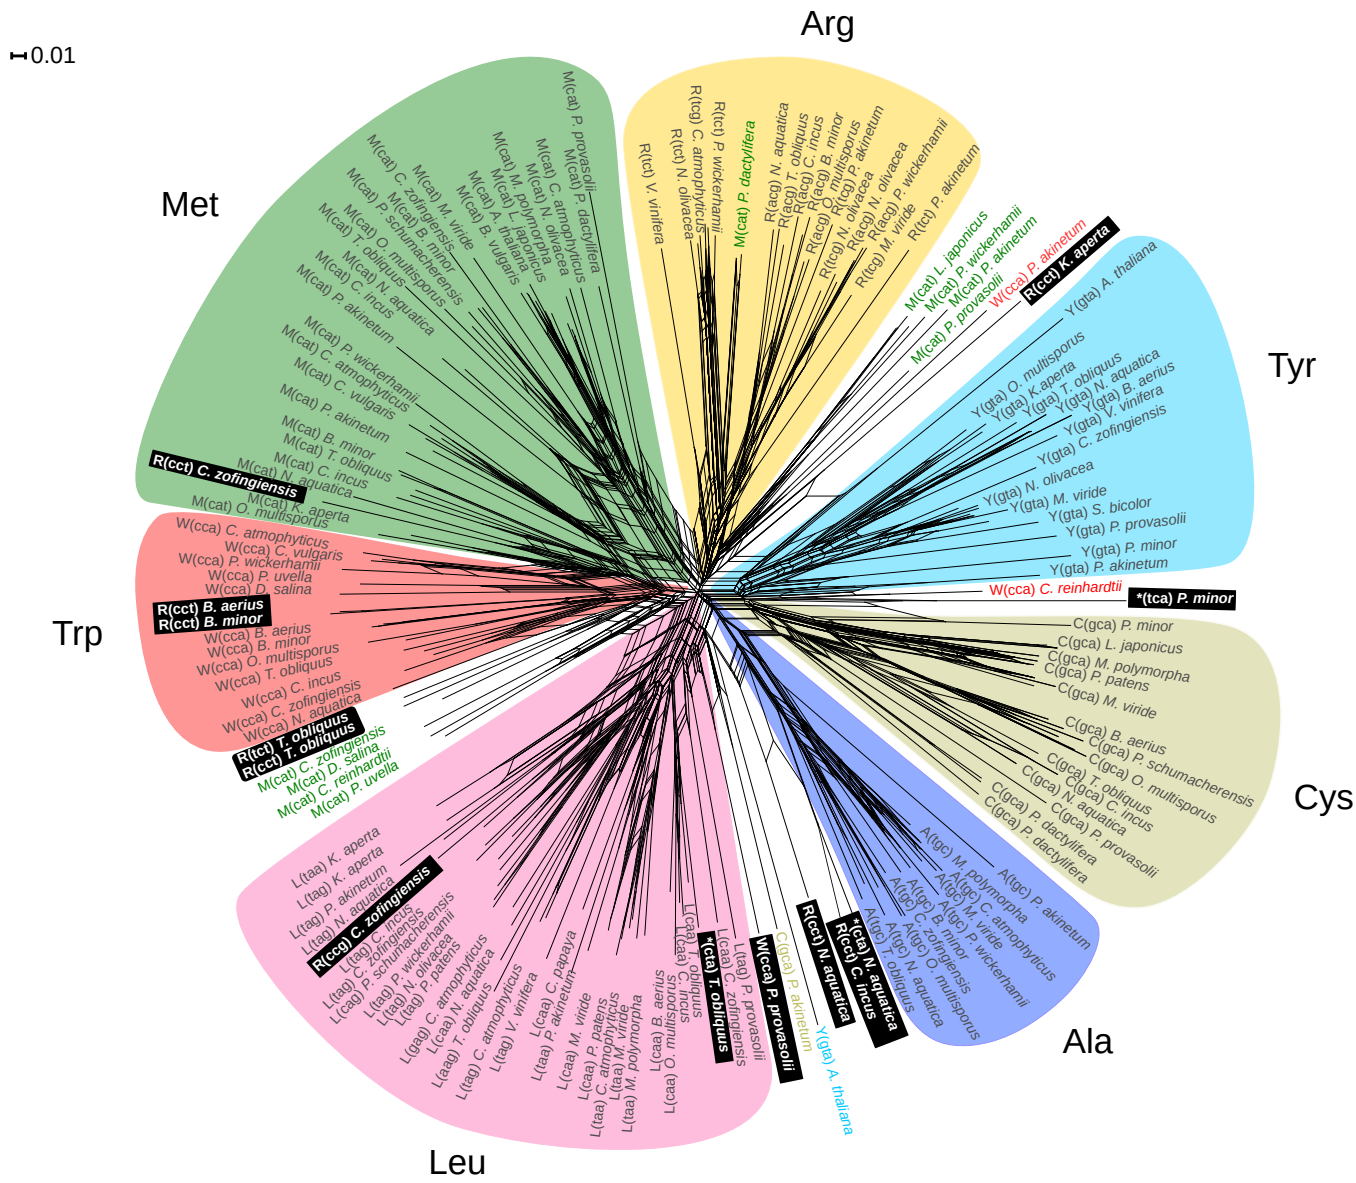 0.01
Arg
Met
Tyr
Trp
Cys
Leu
Ala
M(cat) P. provasolii
M(cat) P. dactylifera
M(cat) C. atmophyticus
M(cat) N. olivacea
M(cat) M. polymorpha
M(cat) L. japonicus
M(cat) A. thaliana
M(cat) B. vulgaris
M(cat) M. viride
M(cat) C. zofingiensis
M(cat) B. minor
M(cat) P. schumacherensis
M(cat) O. multisporus
M(cat) T. obliquus
M(cat) N. aquatica
M(cat) C. incus
M(cat) P. akinetum
M(cat) P. wickerhamii
M(cat) C. atmophyticus
M(cat) C. vulgaris
M(cat) P. akinetum
M(cat) B. minor
M(cat) T. obliquus
M(cat) C. incus
M(cat) N. aquatica
R(cct) C. zofingiensis
M(cat) K. aperta
M(cat) O. multisporus
W(cca) C. atmophyticus
W(cca) C. vulgaris
W(cca) P. wickerhamii
W(cca) P. uvella
W(cca) D. salina
R(cct) B. aerius
R(cct) B. minor
W(cca) B. aerius
W(cca) B. minor
W(cca) O. multisporus
W(cca) T. obliquus
W(cca) C. incus
W(cca) C. zofingiensis
W(cca) N. aquatica
R(tct) T. obliquus
R(cct) T. obliquus
M(cat) C. zofingiensis
M(cat) D. salina
M(cat) C. reinhardtii
M(cat) P. uvella
L(taa) K. aperta
L(tag) K. aperta
L(tag) P. akinetum
L(tag) N. aquatica
R(ccg) C. zofingiensis
L(tag) C. incus
L(tag) C. zofingiensis
L(cag) P. schumacherensis
L(tag) P. wickerhamii
L(tag) N. olivacea
L(tag) P. patens
L(gag) C. atmophyticus
L(caa) N. aquatica
L(aag) T. obliquus
L(tag) C. atmophyticus
L(tag) V. vinifera
L(caa) C. papaya
L(taa) P. akinetum
L(caa) M. viride
L(caa) P. patens
L(taa) C. atmophyticus
L(taa) M. viride
L(taa) M. polymorpha
L(caa) B. aerius
L(caa) O. multisporus
L(caa) C. incus
L(caa) T. obliquus
*(cta) T. obliquus
L(caa) C. zofingiensis
L(tag) P. provasolii
W(cca) P. provasolii
C(gca) P. akinetum
Y(gta) A. thaliana
R(cct) N. aquatica
R(cct) C. incus
*(cta) N. aquatica
A(tgc) T. obliquus
A(tgc) N. aquatica
A(tgc) C. zofingiensis
A(tgc) O. multisporus
A(tgc) B. minor
A(tgc) P. wickerhamii
A(tgc) M. viride
A(tgc) C. atmophyticus
A(tgc) M. polymorpha
A(tgc) P. akinetum
C(gca) P. dactylifera
C(gca) P. dactylifera
C(gca) N. aquatica
C(gca) P. provasolii
C(gca) C. incus
C(gca) T. obliquus
C(gca) O. multisporus
C(gca) P. schumacherensis
C(gca) B. aerius
C(gca) M. viride
C(gca) P. patens
C(gca) M. polymorpha
C(gca) L. japonicus
C(gca) P. minor
*(tca) P. minor
W(cca) C. reinhardtii
Y(gta) P. akinetum
Y(gta) P. minor
Y(gta) P. provasolii
Y(gta) S. bicolor
Y(gta) M. viride
Y(gta) N. olivacea
Y(gta) C. zofingiensis
Y(gta) V. vinifera
Y(gta) B. aerius
Y(gta) N. aquatica
Y(gta) T. obliquus
Y(gta) K.aperta
Y(gta) O. multisporus
Y(gta) A. thaliana
R(cct) K. aperta
W(cca) P. akinetum
M(cat) P. provasolii
M(cat) P. akinetum
M(cat) P. wickerhamii
M(cat) L. japonicus
R(tct) P. akinetum
R(tcg) M. viride
R(acg) P. wickerhamii
R(acg) N. olivacea
R(tcg) N. olivacea
R(tcg) P. akinetum
R(acg) O. multisporus
R(acg) B. minor
R(acg) C. incus
R(acg) T. obliquus
R(acg) N. aquatica
M(cat) P. dactylifera
R(tct) P. wickerhamii
R(tcg) C. atmophyticus
R(tct) N. olivacea
R(tct) V. vinifera